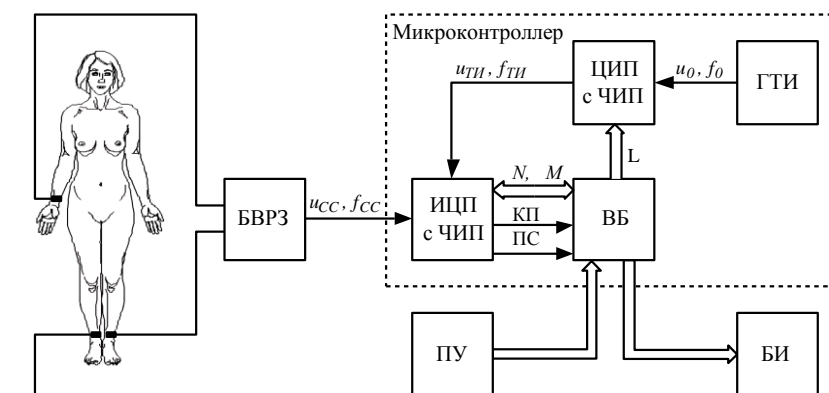 Микроконтроллер
u_ТИ, f_ТИ
ЦИП
с ЧИП
u_0, f_0
ГТИ
L
БВРЗ
u_СС, f_СС
ИЦП
с ЧИП
N, M
КП
ПС
ВБ
ПУ
БИ